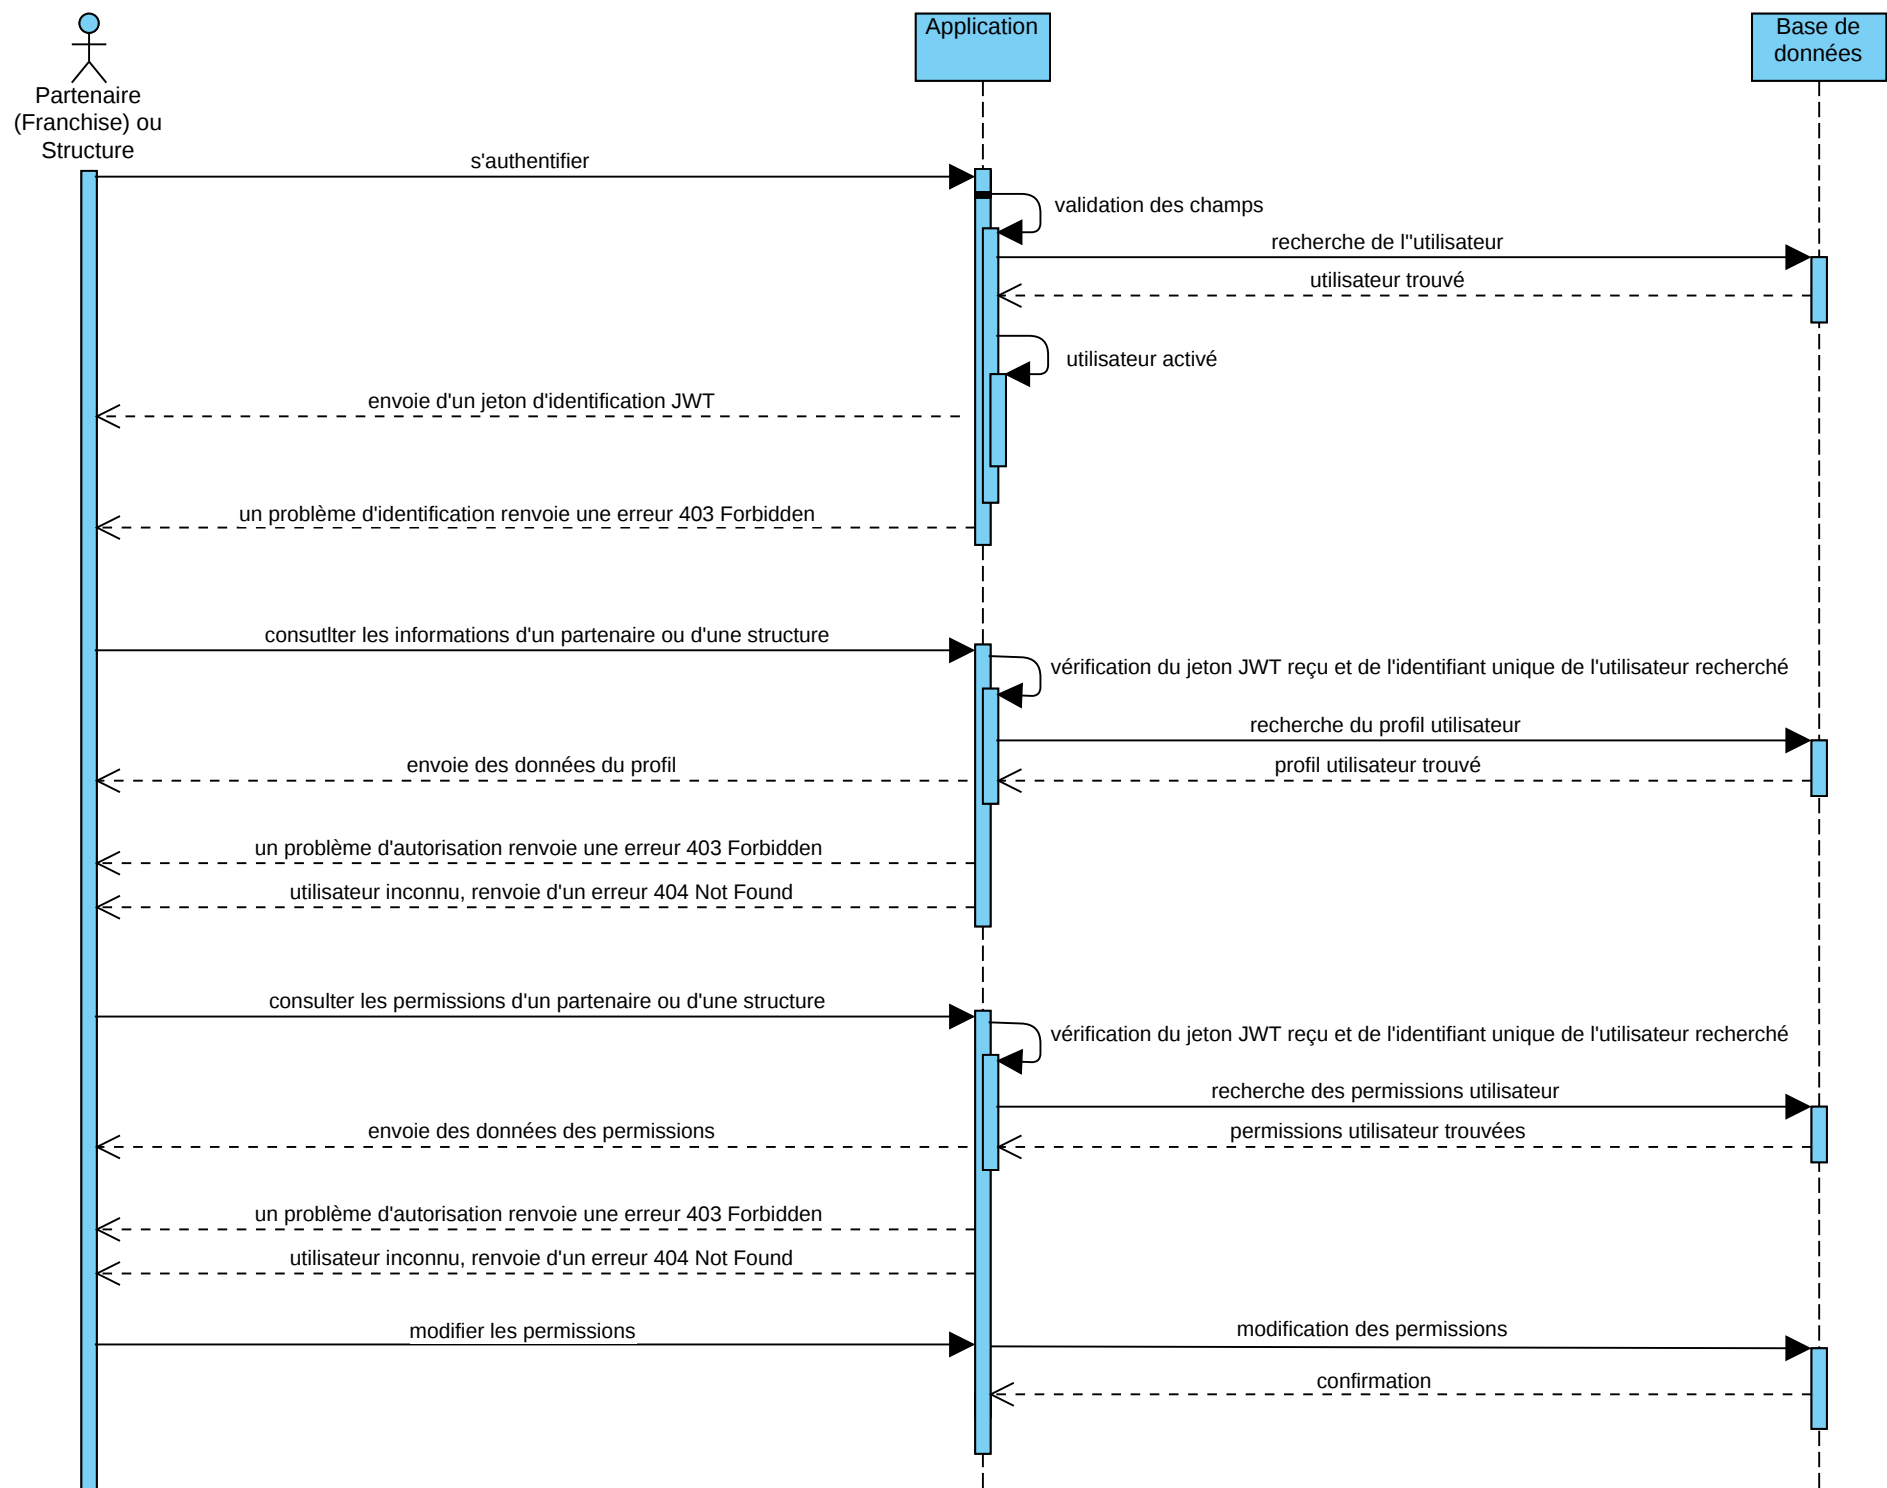 Partenaire
(Franchise) ou
Structure
Application
Base de
données
s'authentifier
validation des champs
recherche de l''utilisateur
utilisateur trouvé
utilisateur activé
envoie d'un jeton d'identification JWT
un problème d'identification renvoie une erreur 403 Forbidden
consutlter les informations d'un partenaire ou d'une structure
vérification du jeton JWT reçu et de l'identifiant unique de l'utilisateur recherché
recherche du profil utilisateur
envoie des données du profil
profil utilisateur trouvé
un problème d'autorisation renvoie une erreur 403 Forbidden
utilisateur inconnu, renvoie d'un erreur 404 Not Found
consulter les permissions d'un partenaire ou d'une structure
vérification du jeton JWT reçu et de l'identifiant unique de l'utilisateur recherché
recherche des permissions utilisateur
envoie des données des permissions
permissions utilisateur trouvées
un problème d'autorisation renvoie une erreur 403 Forbidden
utilisateur inconnu, renvoie d'un erreur 404 Not Found
modifier les permissions
modification des permissions
confirmation